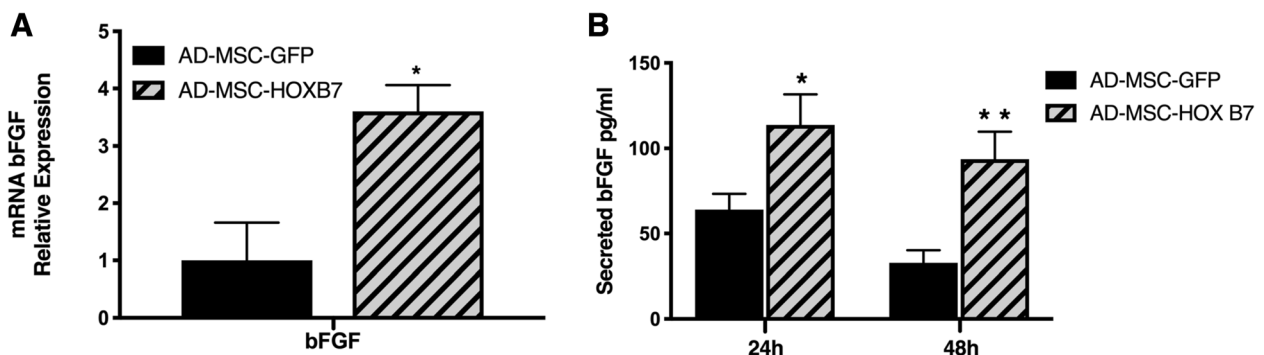 A
mRNA bFGF
Relative Expression
5
4
3
2
1
0
AD-MSC-GFP
AD-MSC-HOXB7
*
bFGF
B
Secreted bFGF pg/ml
150
100
50
0
*
* *
24h
48h
AD-MSC-GFP
AD-MSC-HOX B7